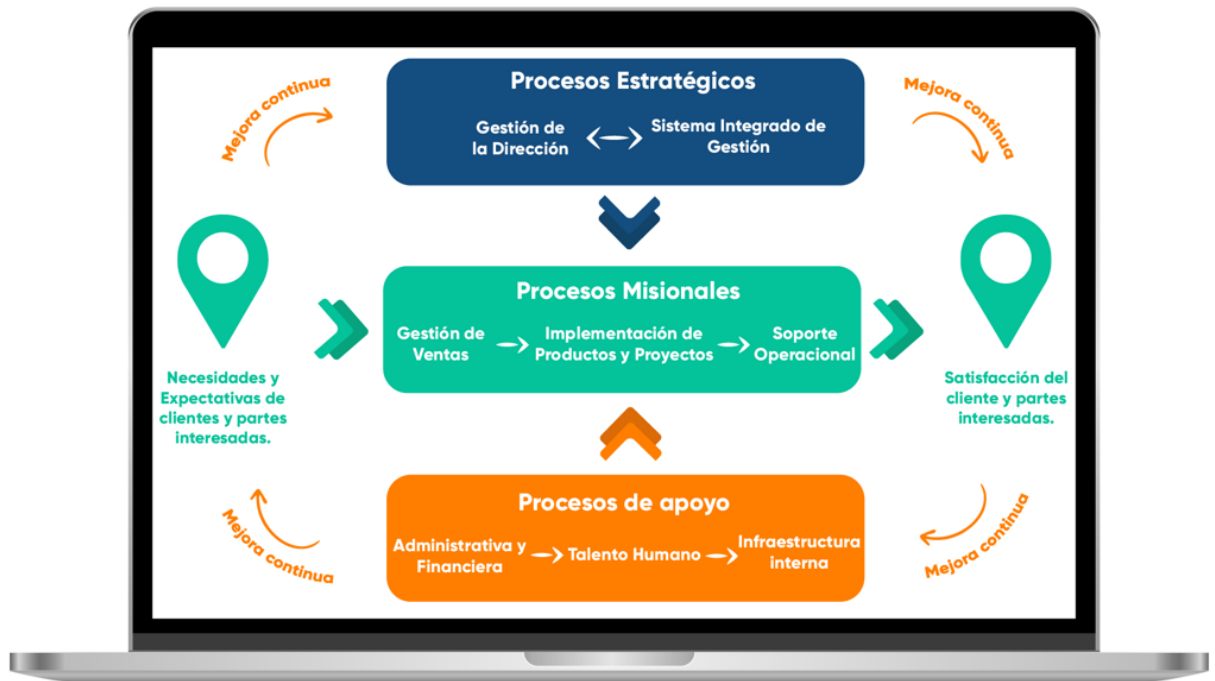 Mejora continua
Procesos Estratégicos
Mejora continua
Gestión de
la Dirección
Sistema Integrado de
Gestión
Procesos Misionales
Gestión de
Ventas
Implementación de
Productos y Proyectos
Soporte
Operacional
Necesidades y
Expectativas de
clientes y partes
interesadas.
Satisfacción del
cliente y partes
interesadas.
Procesos de apoyo
Administrativa y
Financiera
Talento Humano
Infraestructura
interna
Mejora continua
Mejora continua